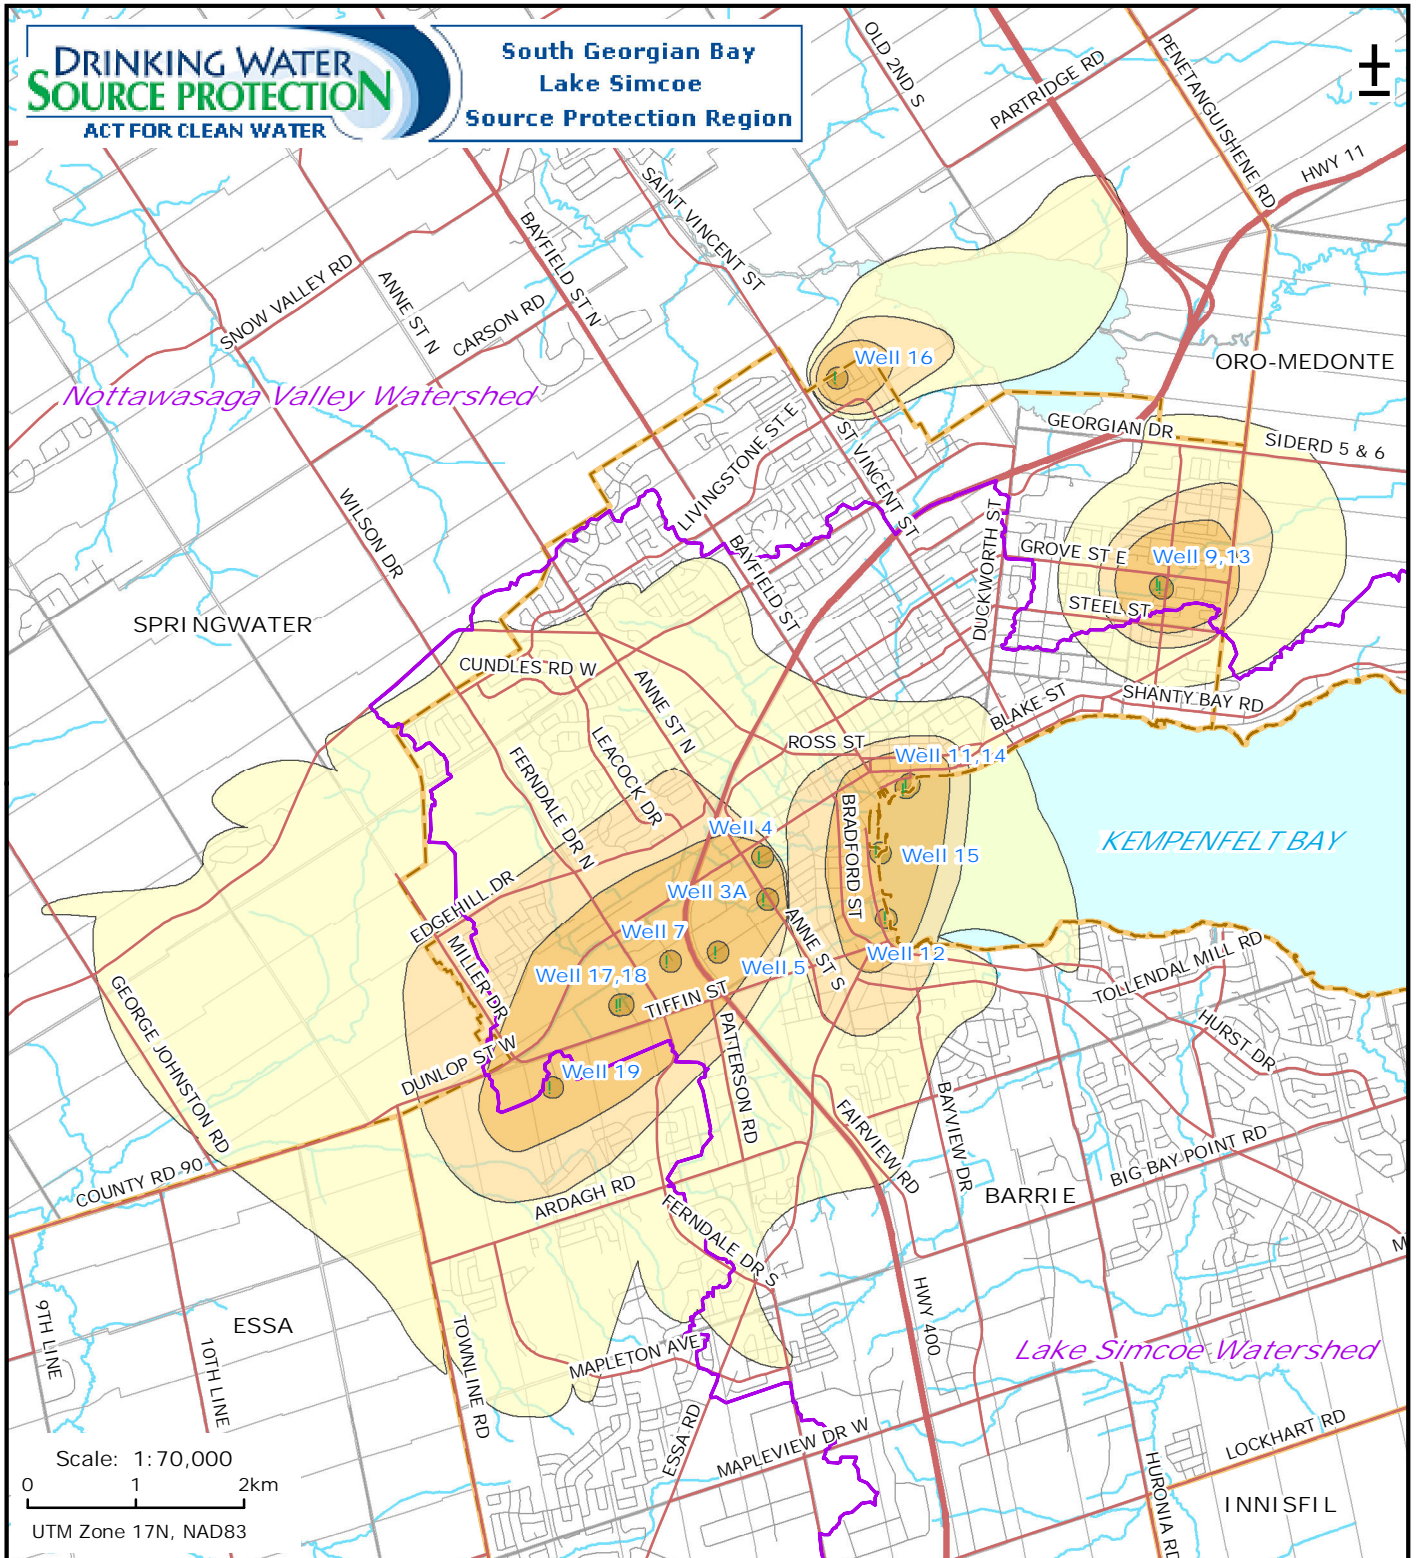 DRINKING WATER
SOURCE PROTECTION
ACT FOR CLEAN WATER
South Georgian Bay
Lake Simcoe
Source Protection Region
±
OLD 2ND S
PARTRIDGE RD
PENETANGUISHENE RD
HWY 11
SAINT VINCENT ST
BAYFIELD ST N
SNOW VALLEY RD
ANNE ST N
CARSON RD
Nottawasaga Valley Watershed
Well 16
ORO-MEDONTE
GEORGIAN DR
SIDERD 5 & 6
LIVINGSTONE ST E
ST VINCENT ST
WILSON DR
BAYFIELD ST
DUCKWORTH ST
GROVE ST E
Well 9,13
STEEL ST
SPRINGWATER
CUNDLES RD W
ANNE ST N
BLAKE ST
SHANTY BAY RD
LEACOCK DR
FERNDALE DR N
ROSS ST
Well 11,14
BRADFORD ST
Well 4
Well 15
KEMPENFELT BAY
Well 3A
EDGEHILL DR
MILLER DR
Well 7
ANNE ST S
Well 12
Well 5
Well 17,18
TIFFIN ST
TOLLENDAL MILL RD
HURST DR
GEORGE JOHNSTON RD
DUNLOP ST W
PATTERSON RD
Well 19
FAIRVIEW RD
BAYVIEW DR
BIG BAY POINT RD
COUNTY RD 90
ARDAGH RD
BARRIE
FERNDALE DR S
M
9TH LINE
10TH LINE
ESSA
TOWNLINE RD
HWY 400
MAPLETON AVE
Lake Simcoe Watershed
ESSA RD
MAPLEVIEW DR W
LOCKHART RD
HURONIA RD
INNISFIL
Scale: 1:70,000
0 1 2km
UTM Zone 17N, NAD83